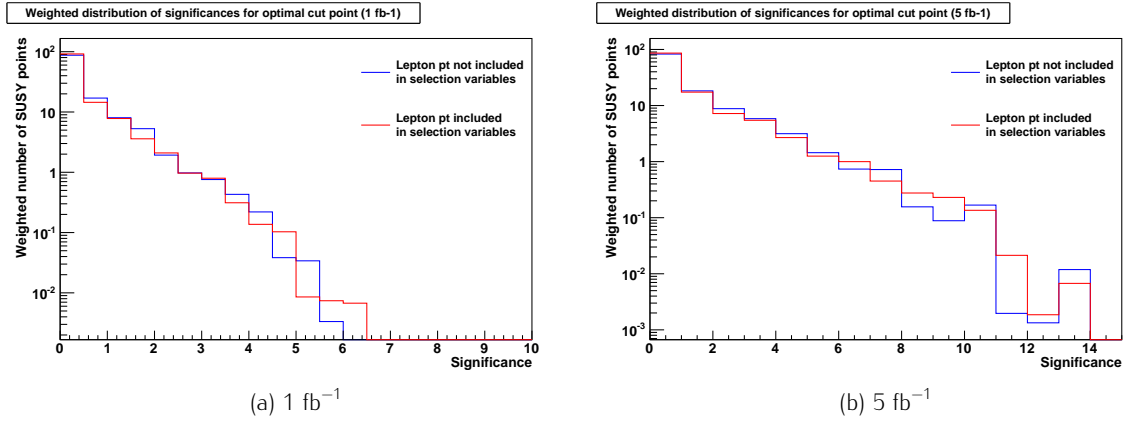 Weighted distribution of significances for optimal cut point (1 fb-1)
Weighted number of SUSY points
10²
10
1
10⁻¹
10⁻²
Lepton pt not included
in selection variables
Lepton pt included
in selection variables
0 1 2 3 4 5 6 7 8 9 10
Significance
(a) 1 fb⁻¹
Weighted distribution of significances for optimal cut point (5 fb-1)
Weighted number of SUSY points
10²
10
1
10⁻¹
10⁻²
10⁻³
Lepton pt not included
in selection variables
Lepton pt included
in selection variables
0 2 4 6 8 10 12 14
Significance
(b) 5 fb⁻¹